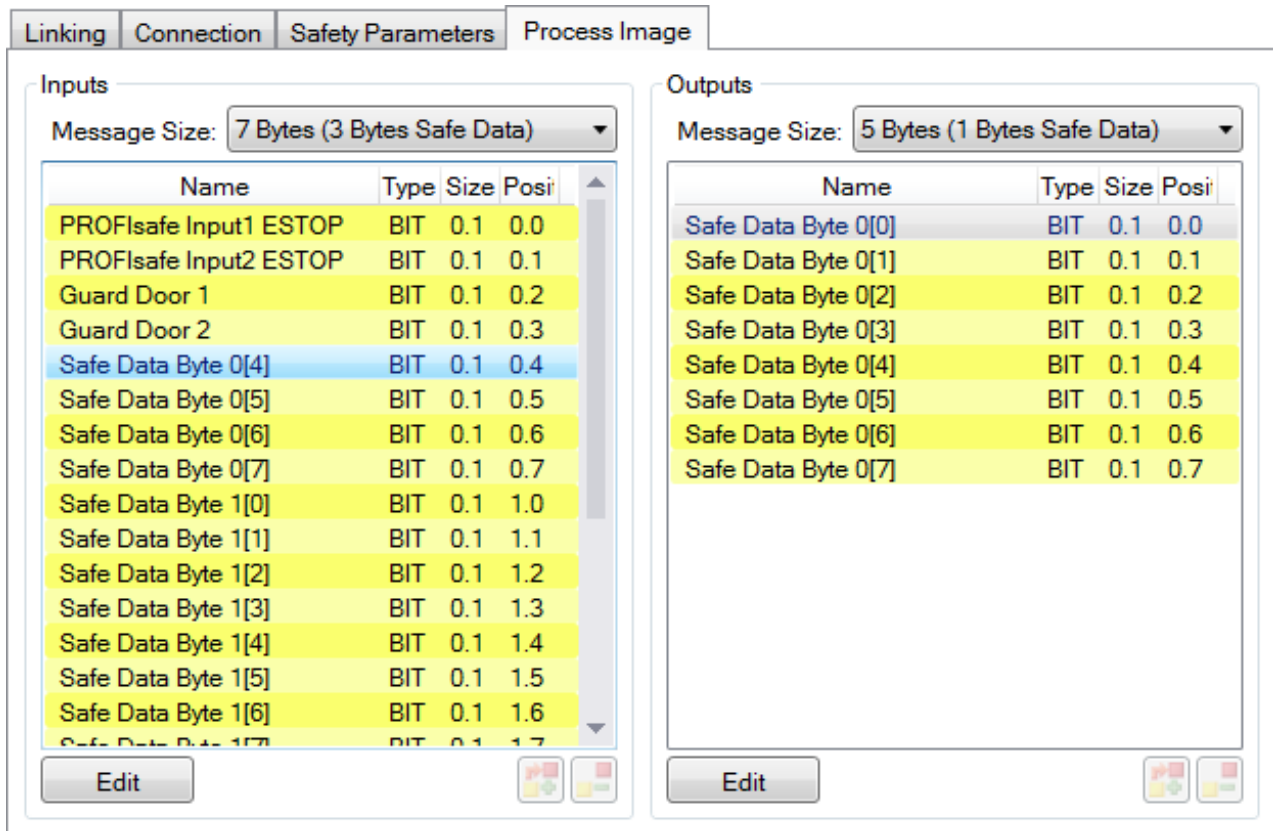 Linking Connection Safety Parameters Process Image
Inputs
Message Size: 7 Bytes (3 Bytes Safe Data)
Name Type Size Posit
PROFIsafe Input1 ESTOP BIT 0.1 0.0
PROFIsafe Input2 ESTOP BIT 0.1 0.1
Guard Door 1 BIT 0.1 0.2
Guard Door 2 BIT 0.1 0.3
Safe Data Byte 0[4] BIT 0.1 0.4
Safe Data Byte 0[5] BIT 0.1 0.5
Safe Data Byte 0[6] BIT 0.1 0.6
Safe Data Byte 0[7] BIT 0.1 0.7
Safe Data Byte 1[0] BIT 0.1 1.0
Safe Data Byte 1[1] BIT 0.1 1.1
Safe Data Byte 1[2] BIT 0.1 1.2
Safe Data Byte 1[3] BIT 0.1 1.3
Safe Data Byte 1[4] BIT 0.1 1.4
Safe Data Byte 1[5] BIT 0.1 1.5
Safe Data Byte 1[6] BIT 0.1 1.6
Safe Data Byte 1[7] BIT 0.1 1.7
Edit
Outputs
Message Size: 5 Bytes (1 Bytes Safe Data)
Name Type Size Posit
Safe Data Byte 0[0] BIT 0.1 0.0
Safe Data Byte 0[1] BIT 0.1 0.1
Safe Data Byte 0[2] BIT 0.1 0.2
Safe Data Byte 0[3] BIT 0.1 0.3
Safe Data Byte 0[4] BIT 0.1 0.4
Safe Data Byte 0[5] BIT 0.1 0.5
Safe Data Byte 0[6] BIT 0.1 0.6
Safe Data Byte 0[7] BIT 0.1 0.7
Edit